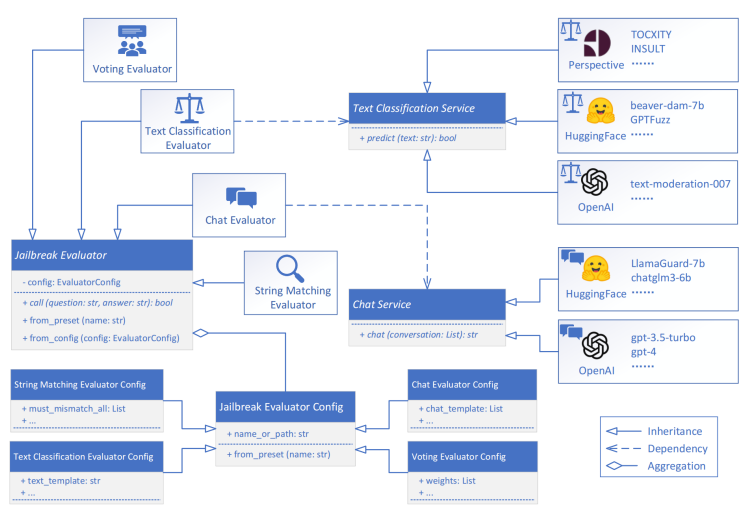 Voting Evaluator
Text Classification
Evaluator
Chat Evaluator
Text Classification Service
+ predict (text: str): bool
Perspective
TOCXITY
INSULT
······
HuggingFace
beaver-dam-7b
GPTFuzz
······
OpenAI
text-moderation-007
······
Jailbreak Evaluator
- config: EvaluatorConfig
+ call (question: str, answer: str): bool
+ from_preset (name: str)
+ from_config (config: EvaluatorConfig)
String Matching
Evaluator
Chat Service
+ chat (conversation: List): str
HuggingFace
LlamaGuard-7b
chatglm3-6b
······
OpenAI
gpt-3.5-turbo
gpt-4
······
String Matching Evaluator Config
+ must_mismatch_all: List
+ ...
Text Classification Evaluator Config
+ text_template: str
+ ...
Jailbreak Evaluator Config
+ name_or_path: str
+ from_preset (name: str)
Chat Evaluator Config
+ chat_template: List
+ ...
Voting Evaluator Config
+ weights: List
+ ...
Inheritance
Dependency
Aggregation